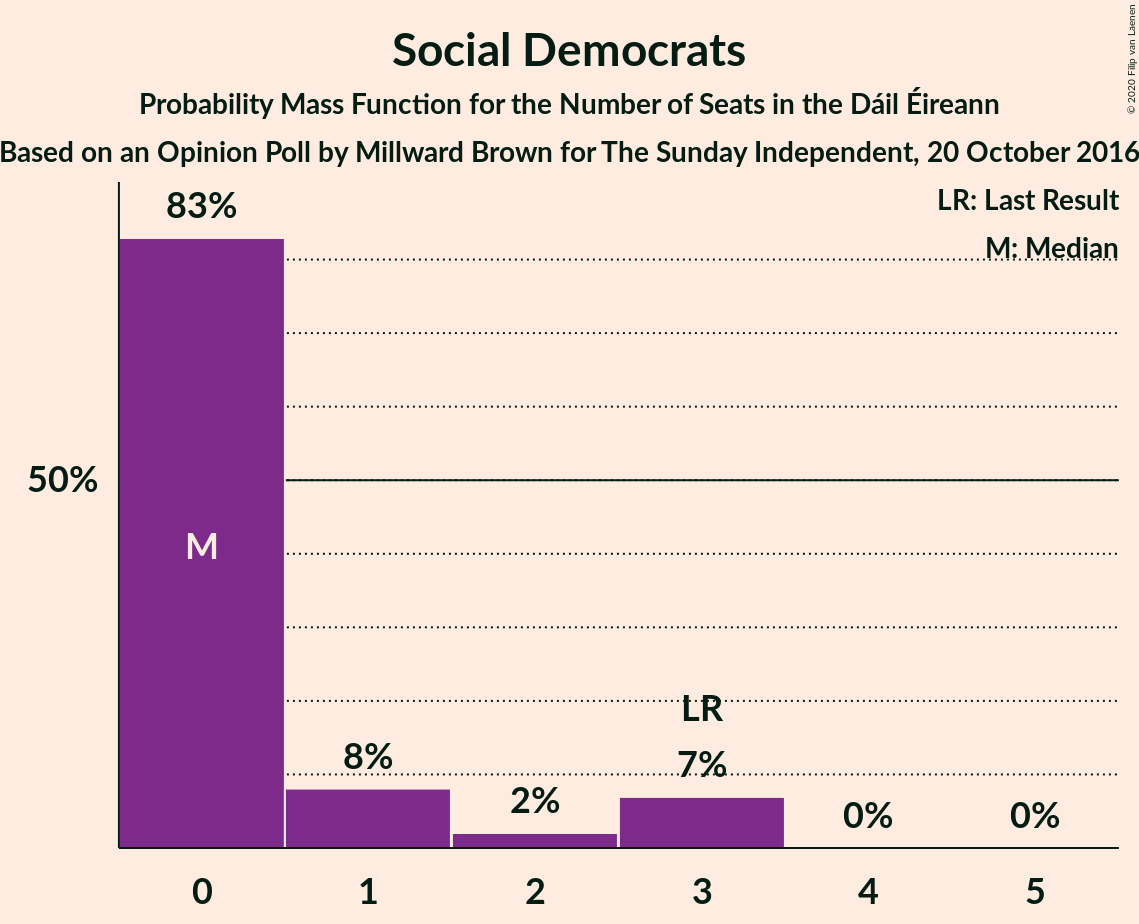 Social Democrats
Probability Mass Function for the Number of Seats in the Dáil Éireann
Based on an Opinion Poll by Millward Brown for The Sunday Independent, 20 October 2016
© 2020 Filip van Laenen
LR: Last Result
M: Median
83%
50%
M
LR
8%
2%
7%
0%
0%
0
1
2
3
4
5